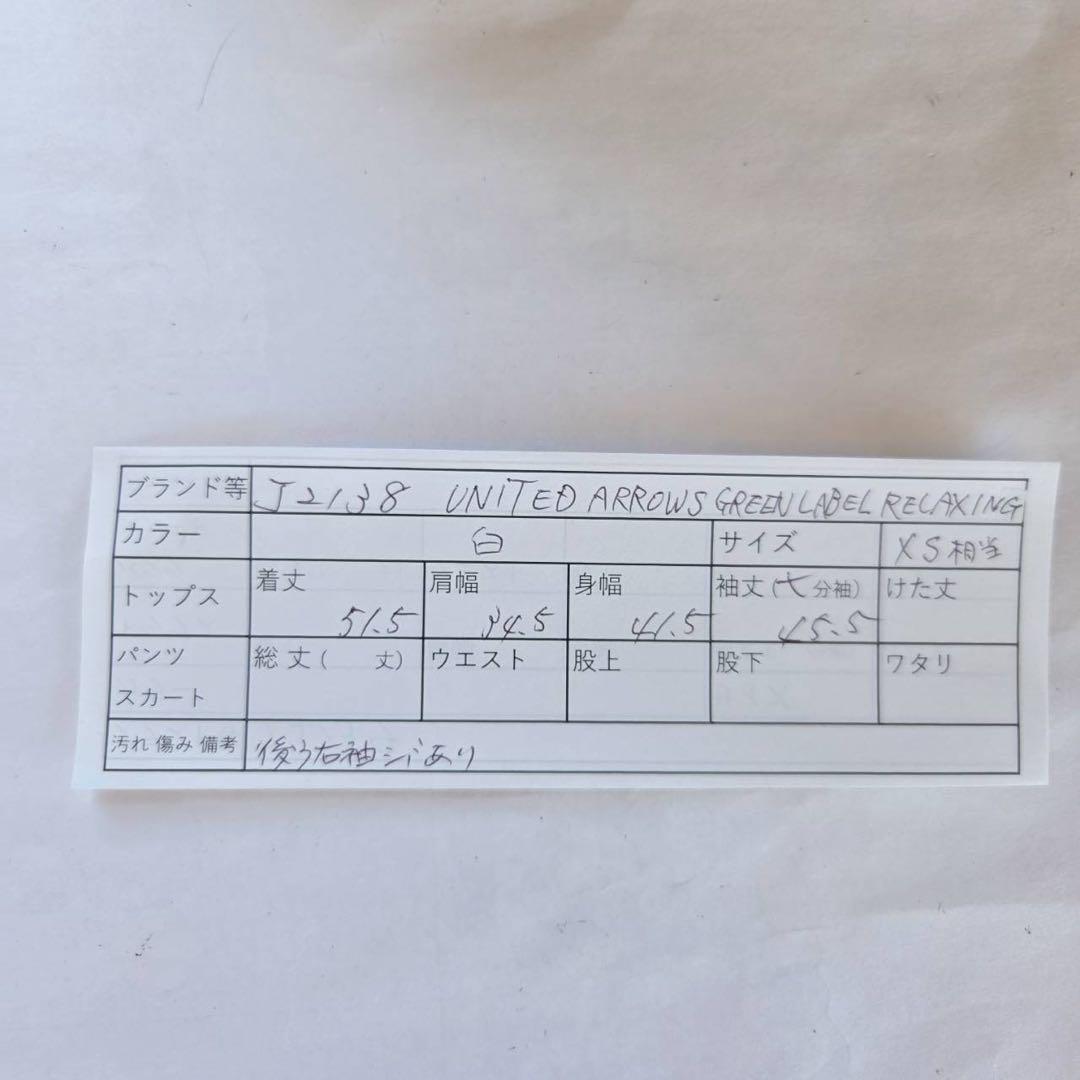 ブランド等 J2138 UNITED ARROWS GREEN LABEL RELAXING
カラー 白 サイズ XS相当
トップス 着丈 51.5 肩幅 34.5 身幅 41.5 袖丈(七分袖) 45.5 けた丈
パンツ 総丈( 丈) ウエスト 股上 股下 ワタリ
スカート
汚れ 傷み 備考 後ろ右袖シミあり